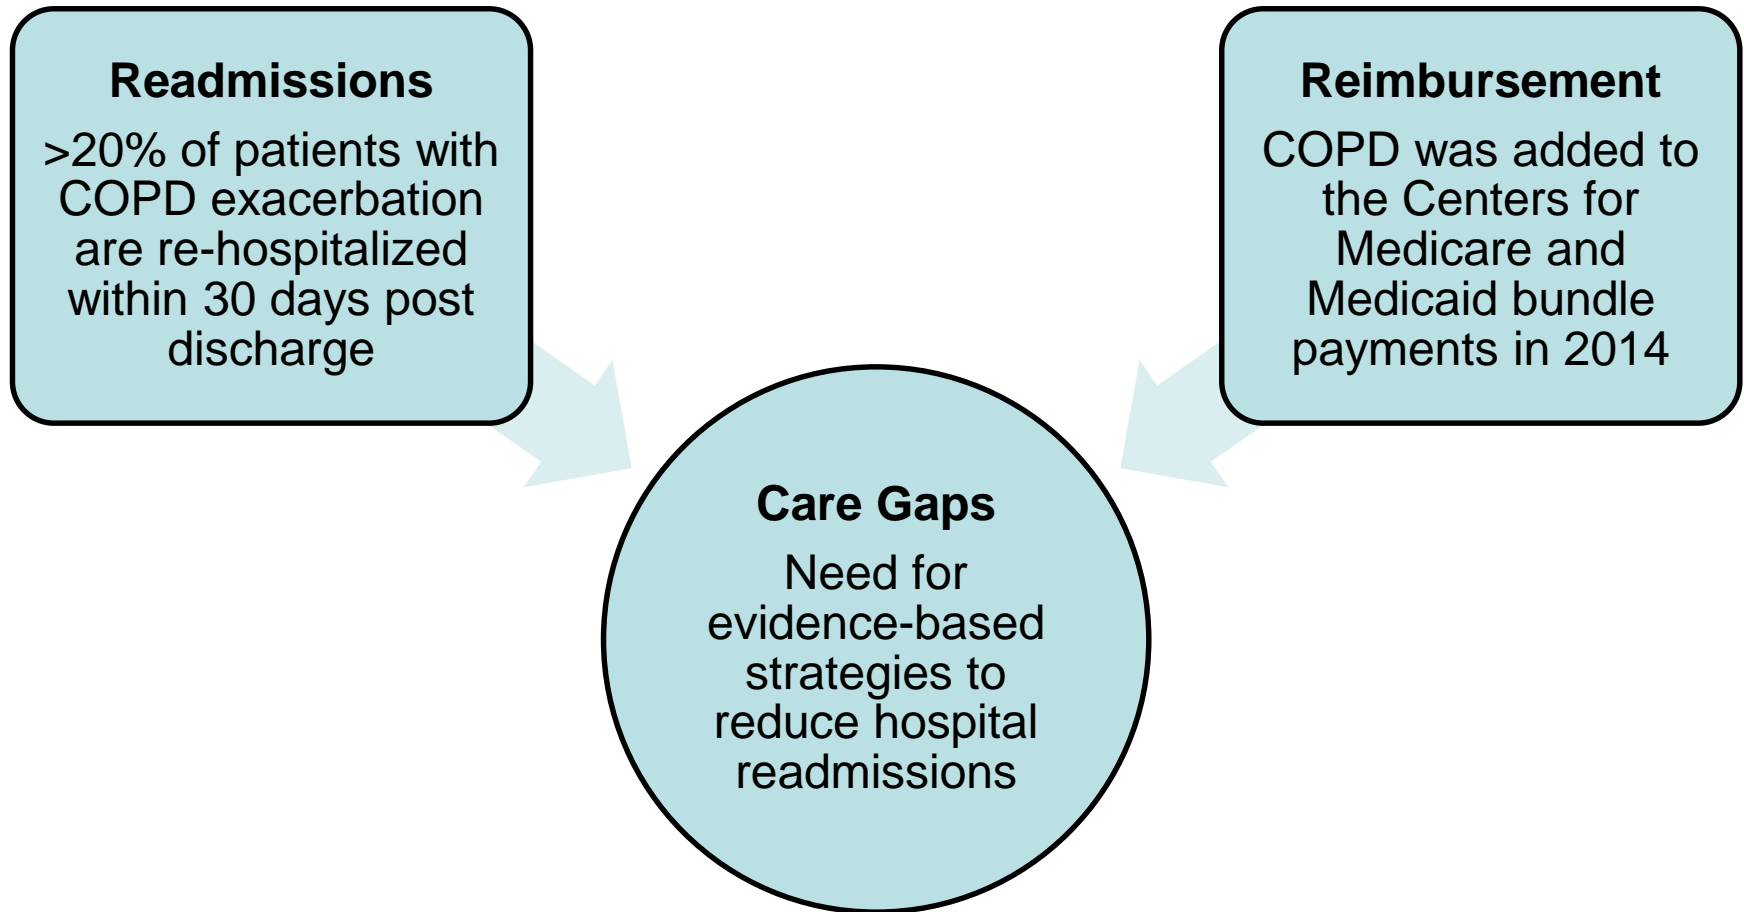 Readmissions
>20% of patients with
COPD exacerbation
are re-hospitalized
within 30 days post
discharge
Reimbursement
COPD was added to
the Centers for
Medicare and
Medicaid bundle
payments in 2014
Care Gaps
Need for
evidence-based
strategies to
reduce hospital
readmissions